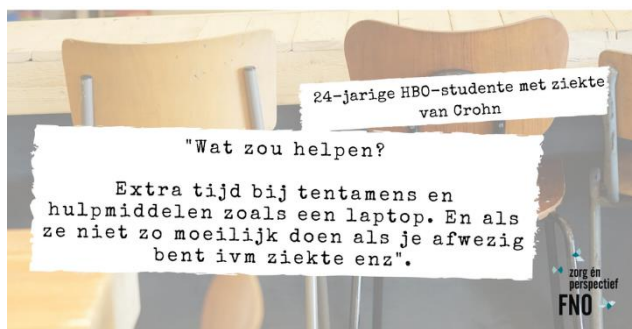 24-jarige HBO-studente met ziekte
van Crohn
"Wat zou helpen?
Extra tijd bij tentamens en
hulpmiddelen zoals een laptop. En als
ze niet zo moeilijk doen als je afwezig
bent ivm ziekte enz".
zorg én
perspectief
FNO